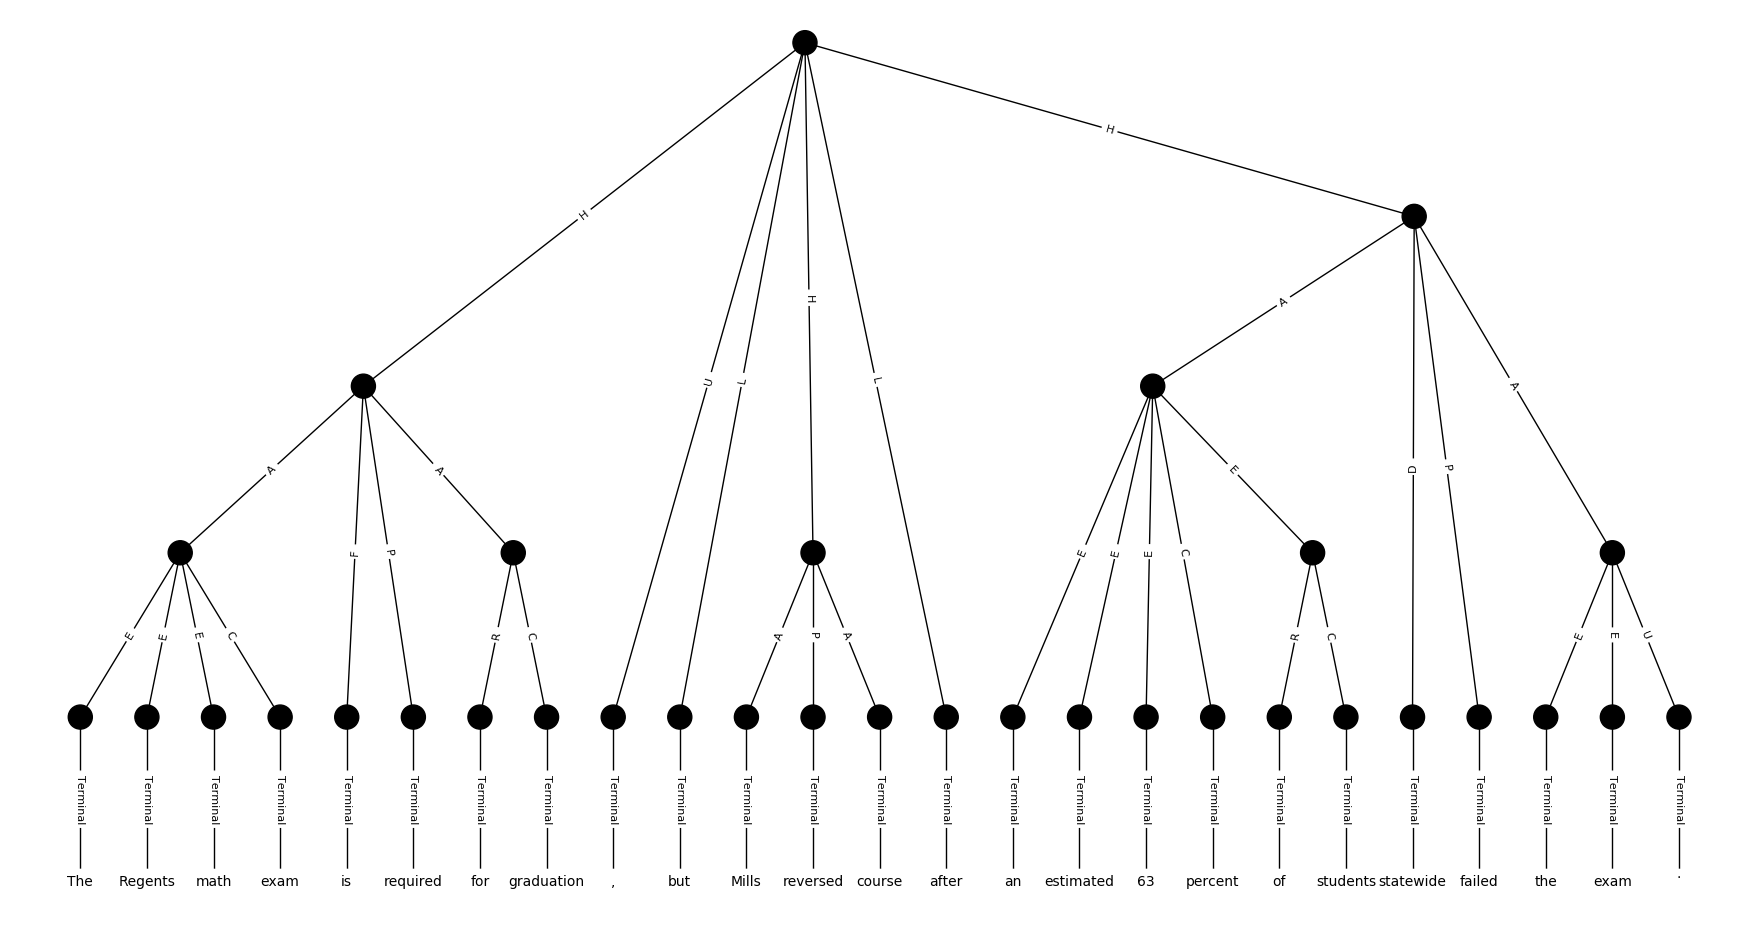 H
H
U
L
H
L
A
A
A
F
P
A
D
P
E
E
E
C
E
E
E
E
C
R
C
A
P
A
R
C
E
E
U
Terminal Terminal Terminal Terminal Terminal Terminal Terminal Terminal Terminal Terminal Terminal Terminal Terminal Terminal Terminal Terminal Terminal Terminal Terminal Terminal Terminal Terminal Terminal Terminal Terminal
The Regents math exam is required for graduation , but Mills reversed course after an estimated 63 percent of students statewide failed the exam .